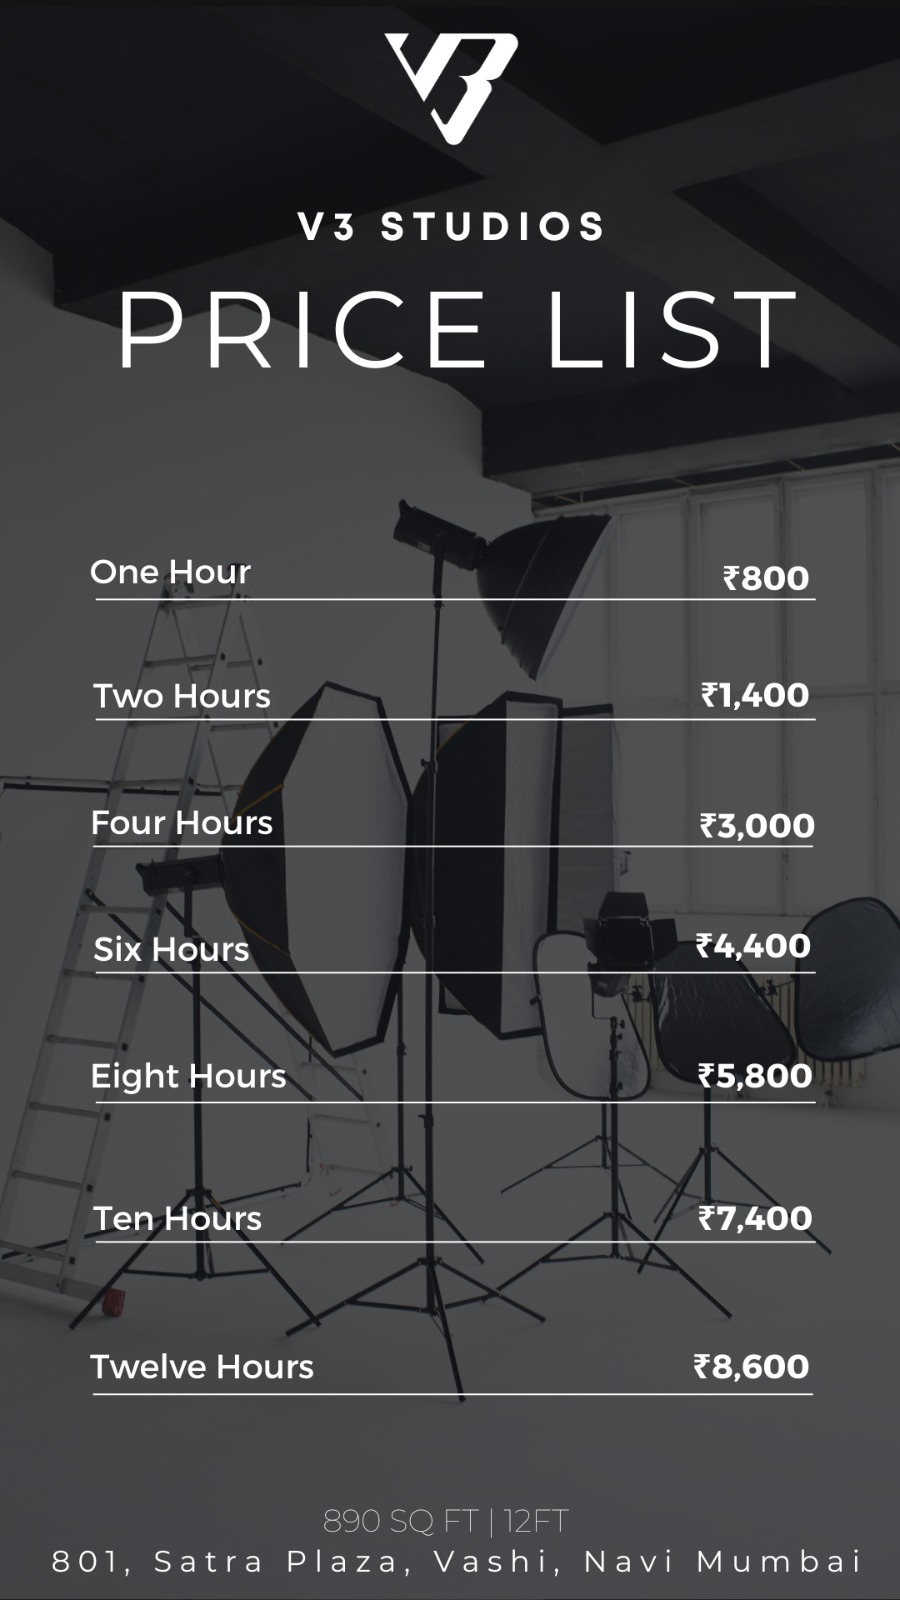 V3
V3 STUDIOS
PRICE LIST
One Hour ₹800
Two Hours ₹1,400
Four Hours ₹3,000
Six Hours ₹4,400
Eight Hours ₹5,800
Ten Hours ₹7,400
Twelve Hours ₹8,600
890 SQ FT | 12FT
801, Satra Plaza, Vashi, Navi Mumbai